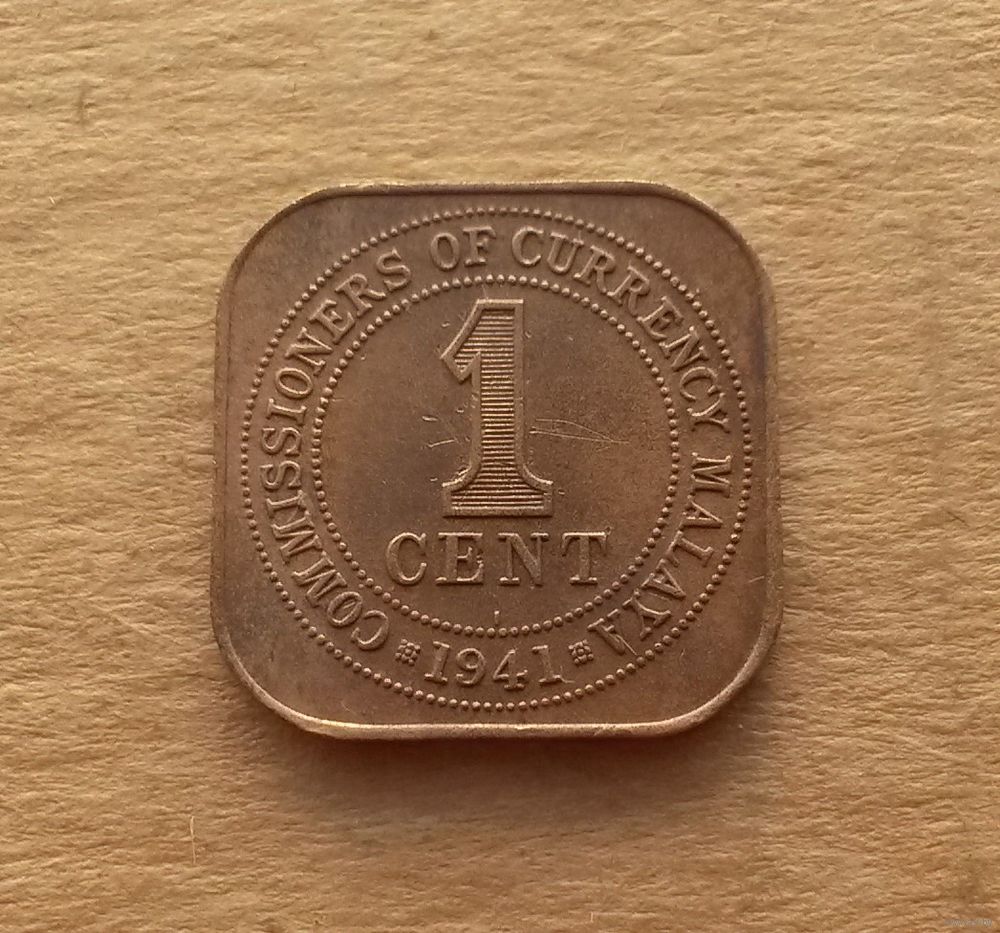 COMMISSIONERS OF CURRENCY MALAYA
1
CENT
I
1941